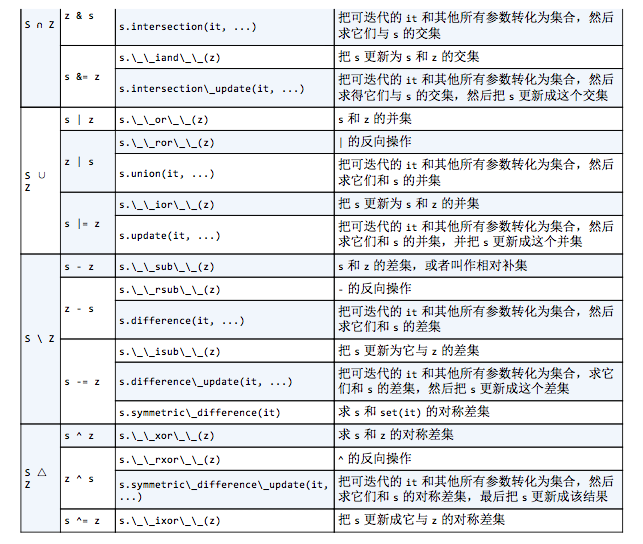 S ∩ Z
z & s
s.intersection(it, ...)
把可迭代的 it 和其他所有参数转化为集合，然后
求它们与 s 的交集
s &= z
s.\_\_iand\_\_(z)
把 s 更新为 s 和 z 的交集
s.intersection\_update(it, ...)
把可迭代的 it 和其他所有参数转化为集合，然后
求得它们与 s 的交集，然后把 s 更新成这个交集
S ∪
Z
s | z
s.\_\_or\_\_(z)
s 和 z 的并集
z | s
s.\_\_ror\_\_(z)
| 的反向操作
s.union(it, ...)
把可迭代的 it 和其他所有参数转化为集合，然后
求它们和 s 的并集
s |= z
s.\_\_ior\_\_(z)
把 s 更新为 s 和 z 的并集
s.update(it, ...)
把可迭代的 it 和其他所有参数转化为集合，然后
求它们和 s 的并集，并把 s 更新成这个并集
S \ Z
s - z
s.\_\_sub\_\_(z)
s 和 z 的差集，或者叫作相对补集
z - s
s.\_\_rsub\_\_(z)
- 的反向操作
s.difference(it, ...)
把可迭代的 it 和其他所有参数转化为集合，然后
求它们和 s 的差集
s -= z
s.\_\_isub\_\_(z)
把 s 更新为它与 z 的差集
s.difference\_update(it, ...)
把可迭代的 it 和其他所有参数转化为集合，求它
们和 s 的差集，然后把 s 更新成这个差集
s.symmetric\_difference(it)
求 s 和 set(it) 的对称差集
S △
Z
s ^ z
s.\_\_xor\_\_(z)
求 s 和 z 的对称差集
z ^ s
s.\_\_rxor\_\_(z)
^ 的反向操作
s.symmetric\_difference\_update(it,
...)
把可迭代的 it 和其他所有参数转化为集合，然后
求它们和 s 的对称差集，最后把 s 更新成该结果
s ^= z
s.\_\_ixor\_\_(z)
把 s 更新成它与 z 的对称差集